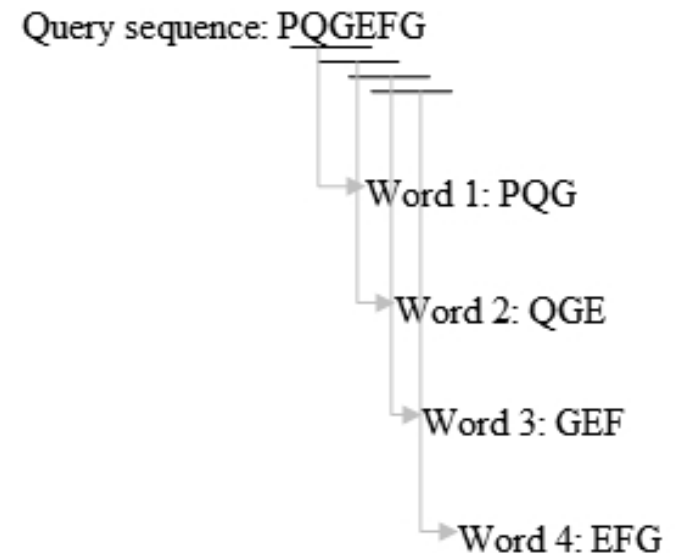 Query sequence: PQGEFG
Word 1: PQG
Word 2: QGE
Word 3: GEF
Word 4: EFG